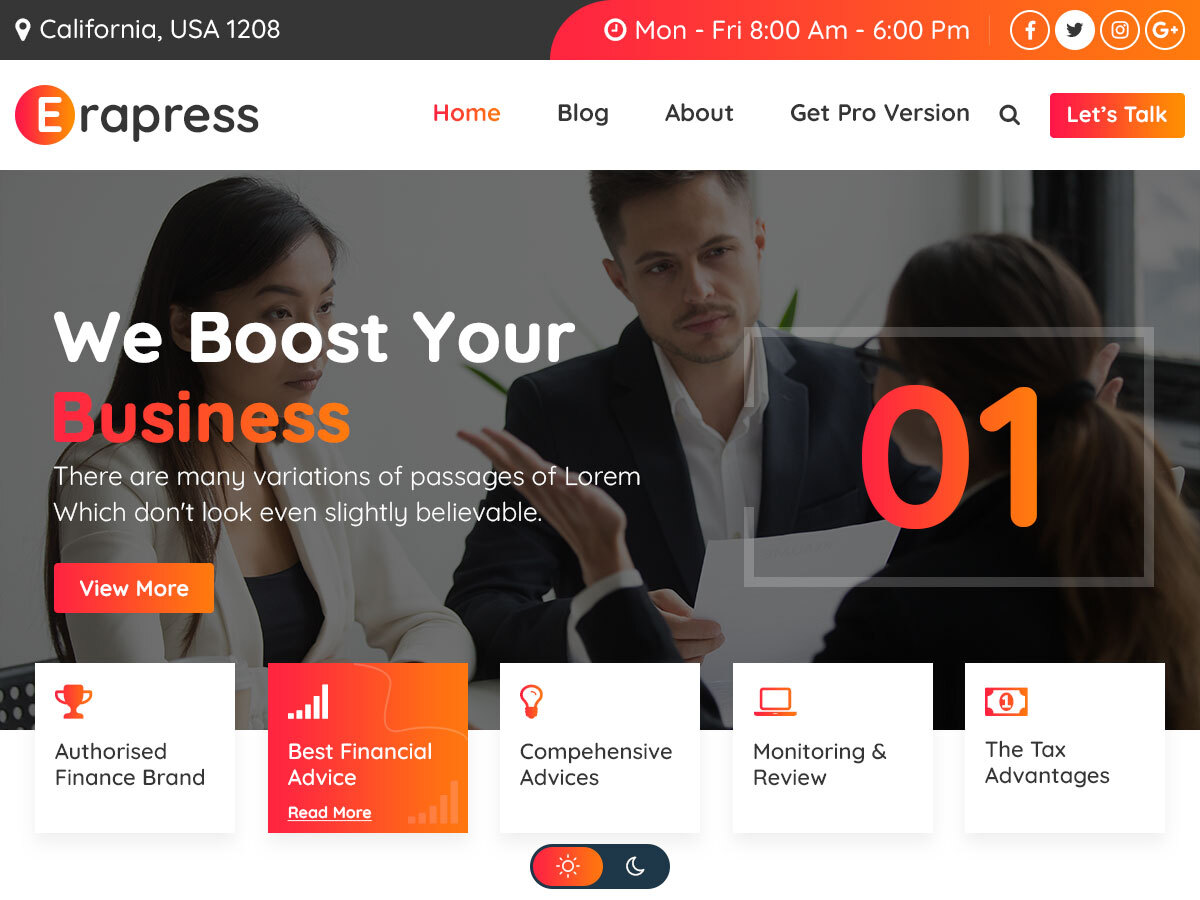 California, USA 1208
Mon - Fri 8:00 Am - 6:00 Pm
Erapress
Home
Blog
About
Get Pro Version
Let's Talk
We Boost Your
Business
There are many variations of passages of Lorem
Which don't look even slightly believable.
View More
01
Authorised
Finance Brand
Best Financial
Advice
Read More
Compehensive
Advices
Monitoring &
Review
The Tax
Advantages